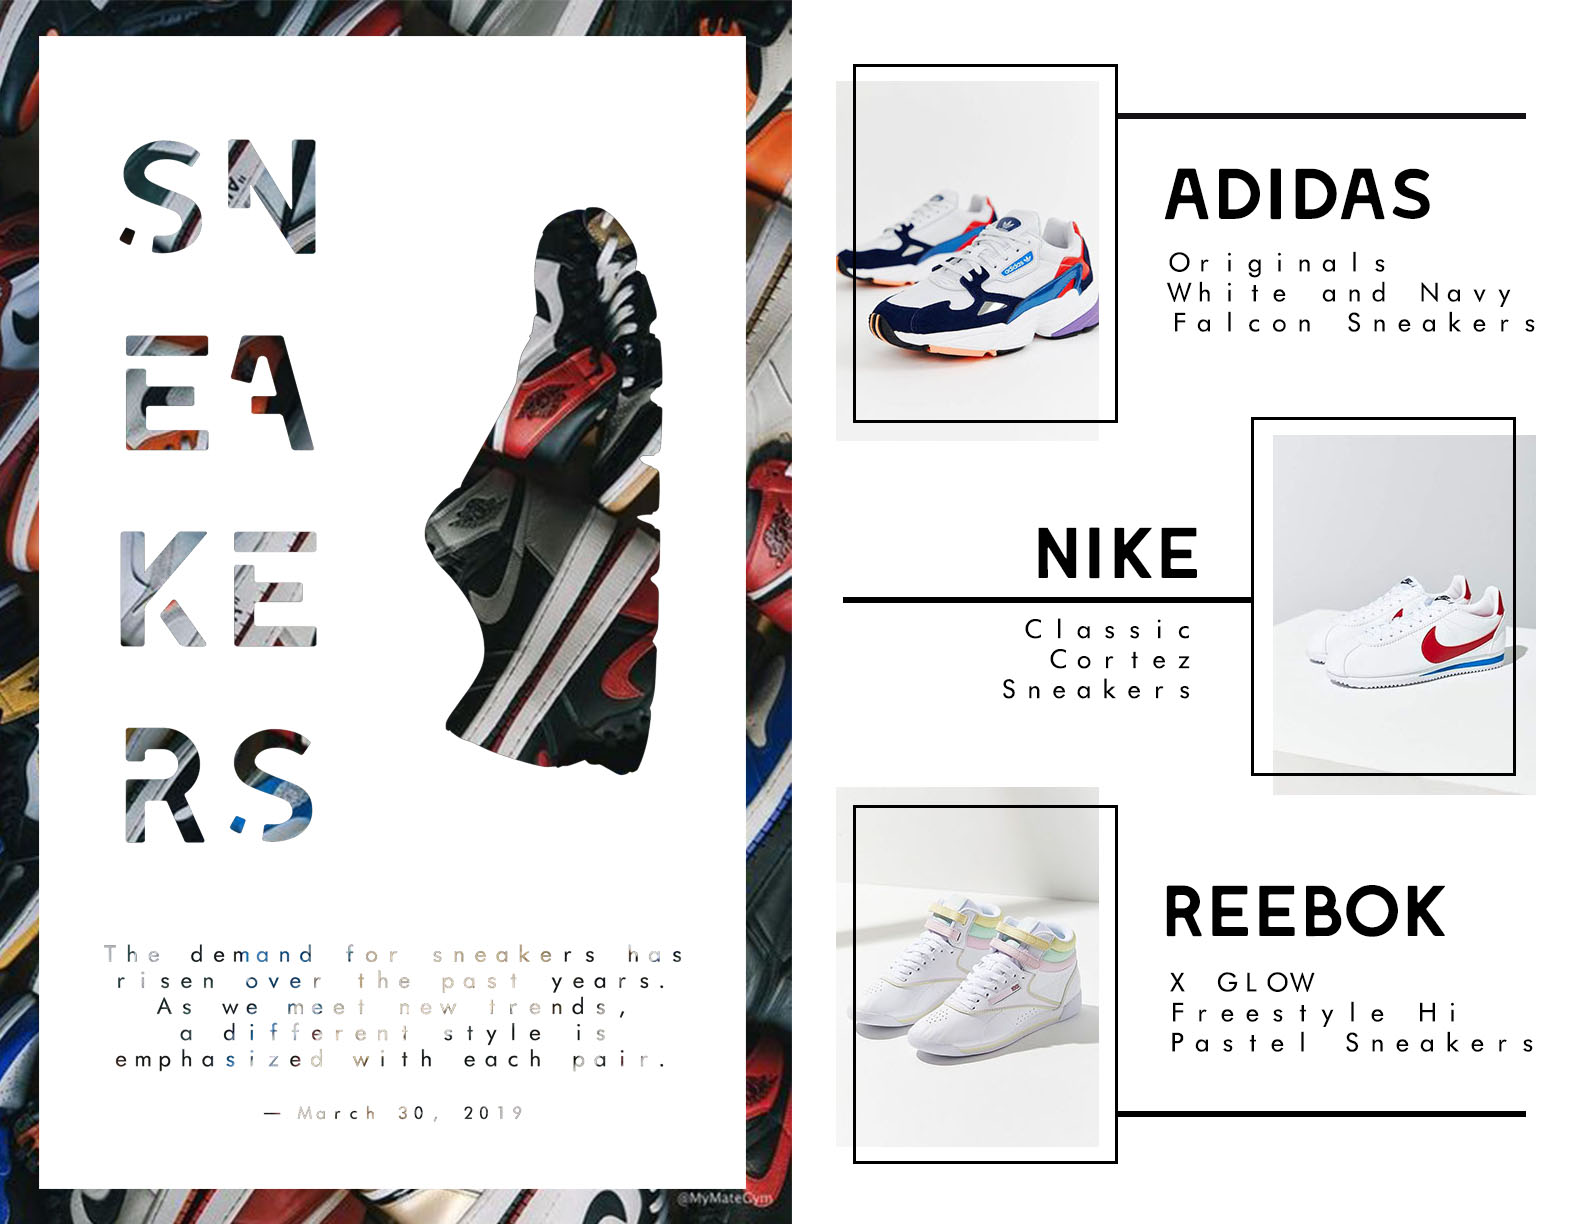 SN
EA
KE
RS
The demand for sneakers has
risen over the past years.
As we meet new trends,
a different style is
emphasized with each pair.
— March 30, 2019
@MyMateGym
ADIDAS
Originals
White and Navy
Falcon Sneakers
adidas
NIKE
Classic
Cortez
Sneakers
REEBOK
X GLOW
Freestyle Hi
Pastel Sneakers